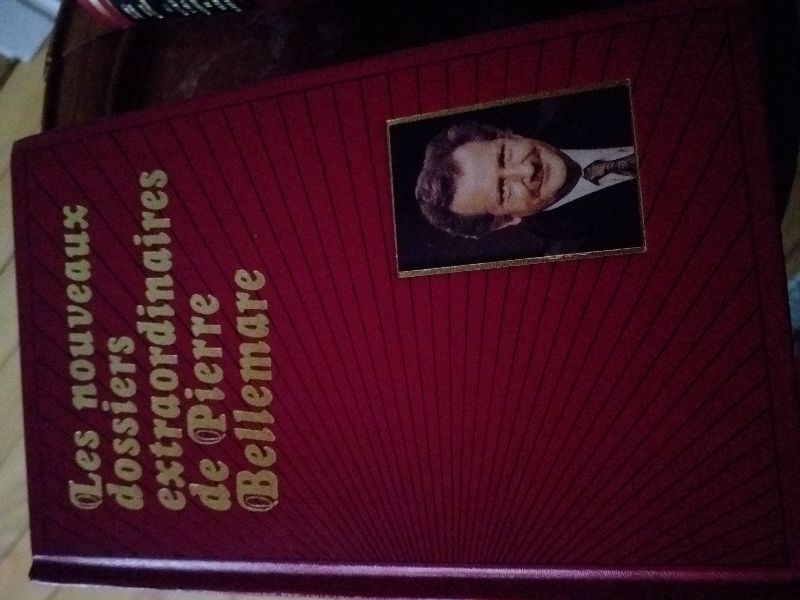 Les nouveaux
dossiers
extraordinaires
de Pierre
Bellemare